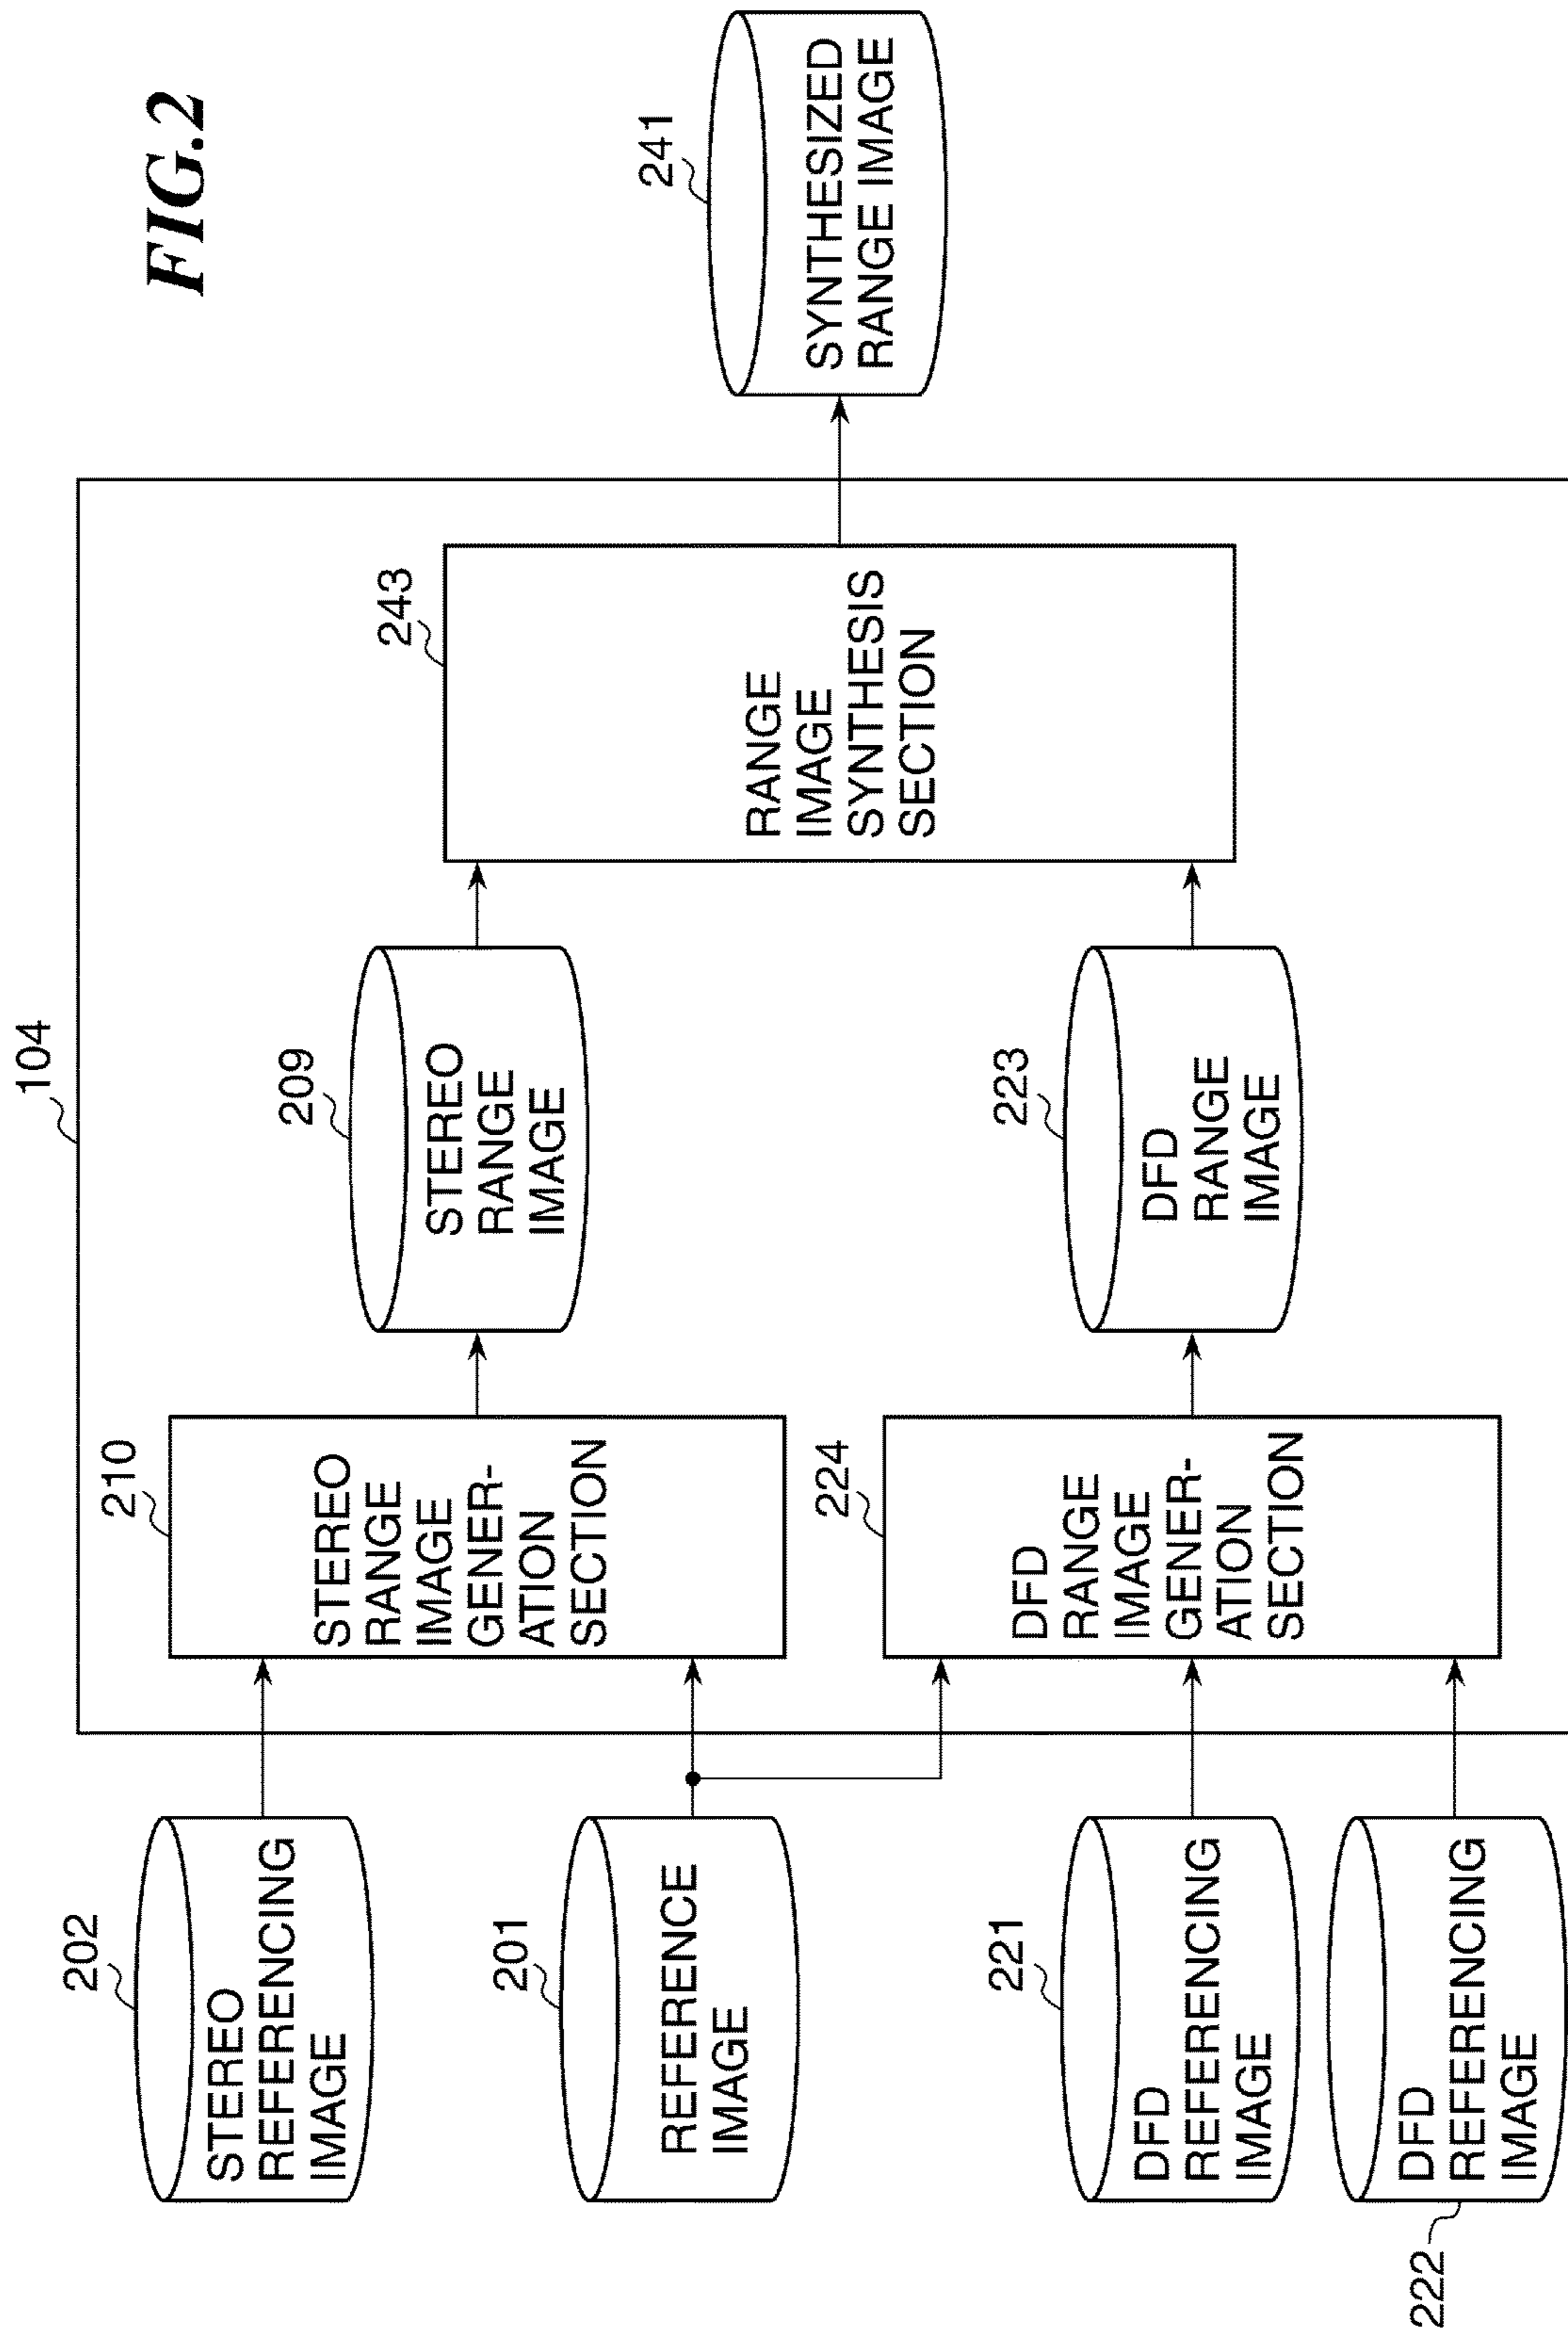 FIG.2
104
202
STEREO
REFERENCING
IMAGE
210
STEREO
RANGE
IMAGE
GENER-
ATION
SECTION
209
STEREO
RANGE
IMAGE
243
RANGE
IMAGE
SYNTHESIS
SECTION
241
SYNTHESIZED
RANGE IMAGE
201
REFERENCE
IMAGE
221
DFD
REFERENCING
IMAGE
224
DFD
RANGE
IMAGE
GENER-
ATION
SECTION
223
DFD
RANGE
IMAGE
222
DFD
REFERENCING
IMAGE